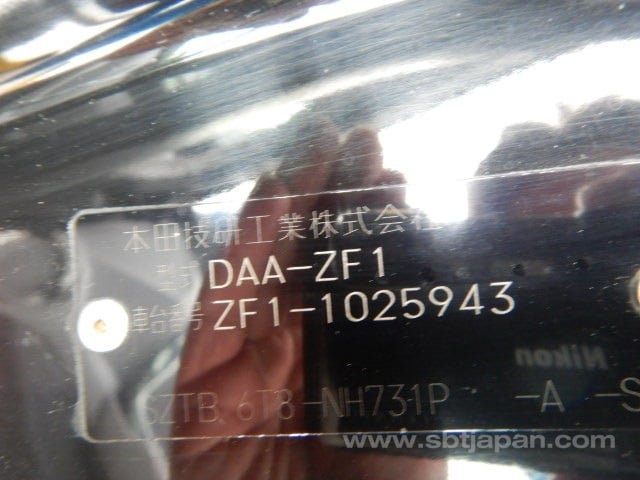 本田技研工業株式会社
型式 DAA-ZF1
車台番号 ZF1-1025943
Nikon
SZTB 6T8-NH731P -A -S
www.sbtjapan.com